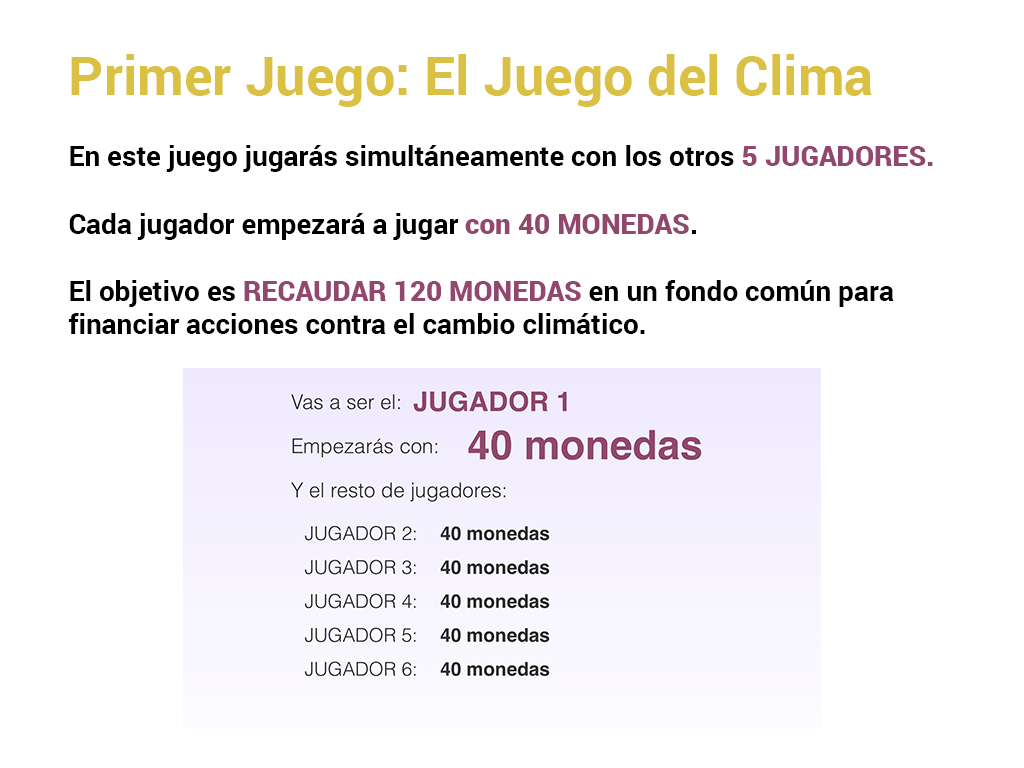 Primer Juego: El Juego del Clima
En este juego jugarás simultáneamente con los otros 5 JUGADORES.
Cada jugador empezará a jugar con 40 MONEDAS.
El objetivo es RECAUDAR 120 MONEDAS en un fondo común para
financiar acciones contra el cambio climático.
Vas a ser el: JUGADOR 1
Empezarás con: 40 monedas
Y el resto de jugadores:
JUGADOR 2: 40 monedas
JUGADOR 3: 40 monedas
JUGADOR 4: 40 monedas
JUGADOR 5: 40 monedas
JUGADOR 6: 40 monedas